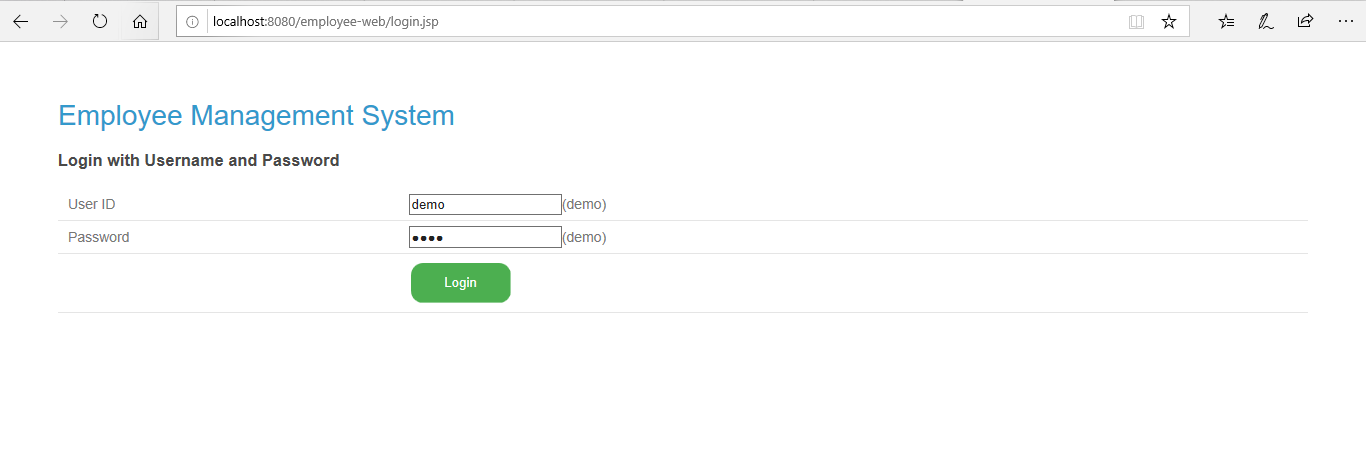 localhost:8080/employee-web/login.jsp
Employee Management System
Login with Username and Password
User ID demo (demo)
Password •••• (demo)
Login